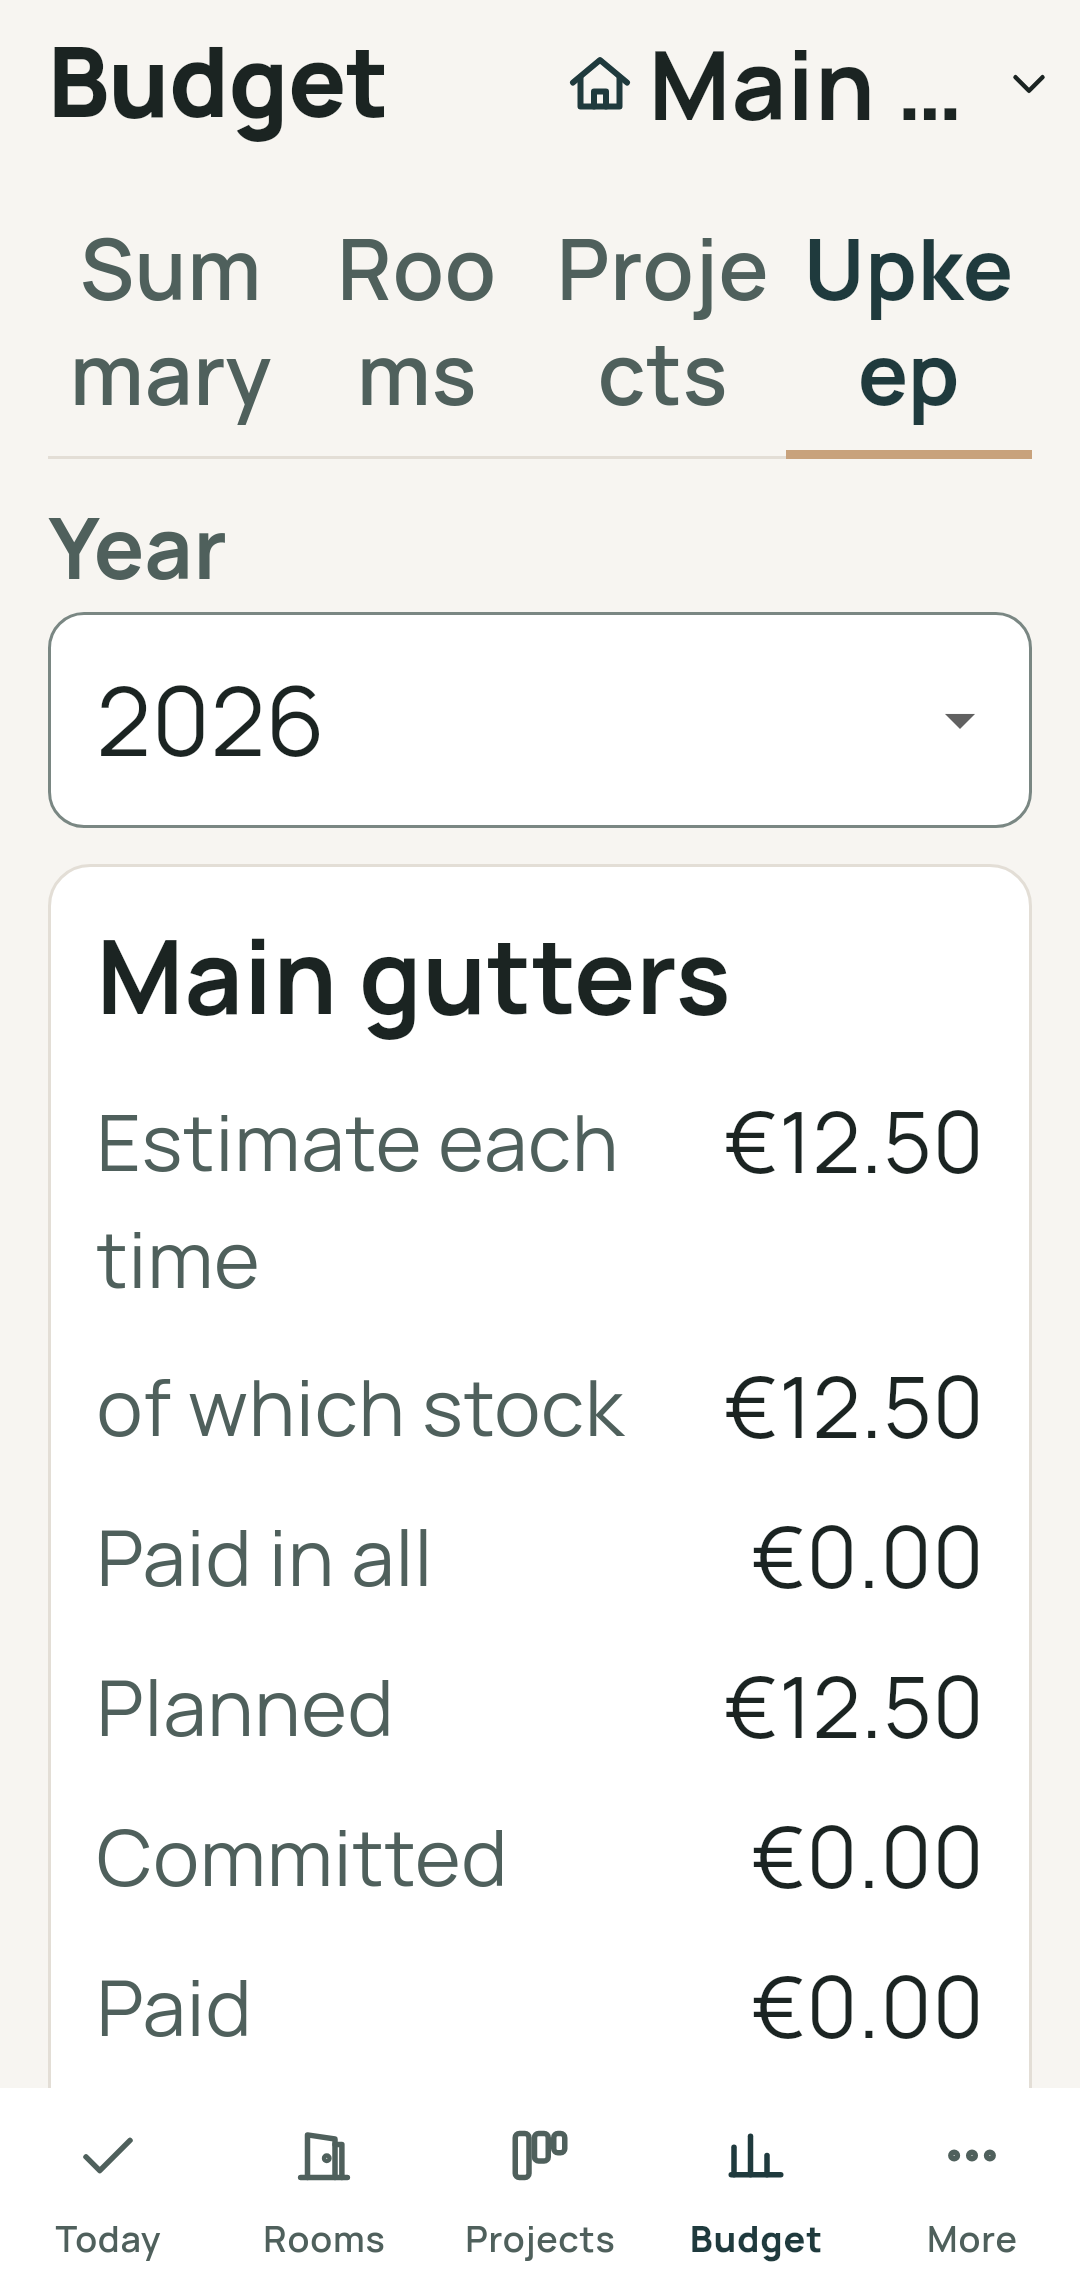 Budget
Main ...
Sum
mary
Roo
ms
Proje
cts
Upke
ep
Year
2026
Main gutters
Estimate each
time
€12.50
of which stock €12.50
Paid in all €0.00
Planned €12.50
Committed €0.00
Paid €0.00
Today Rooms Projects Budget More